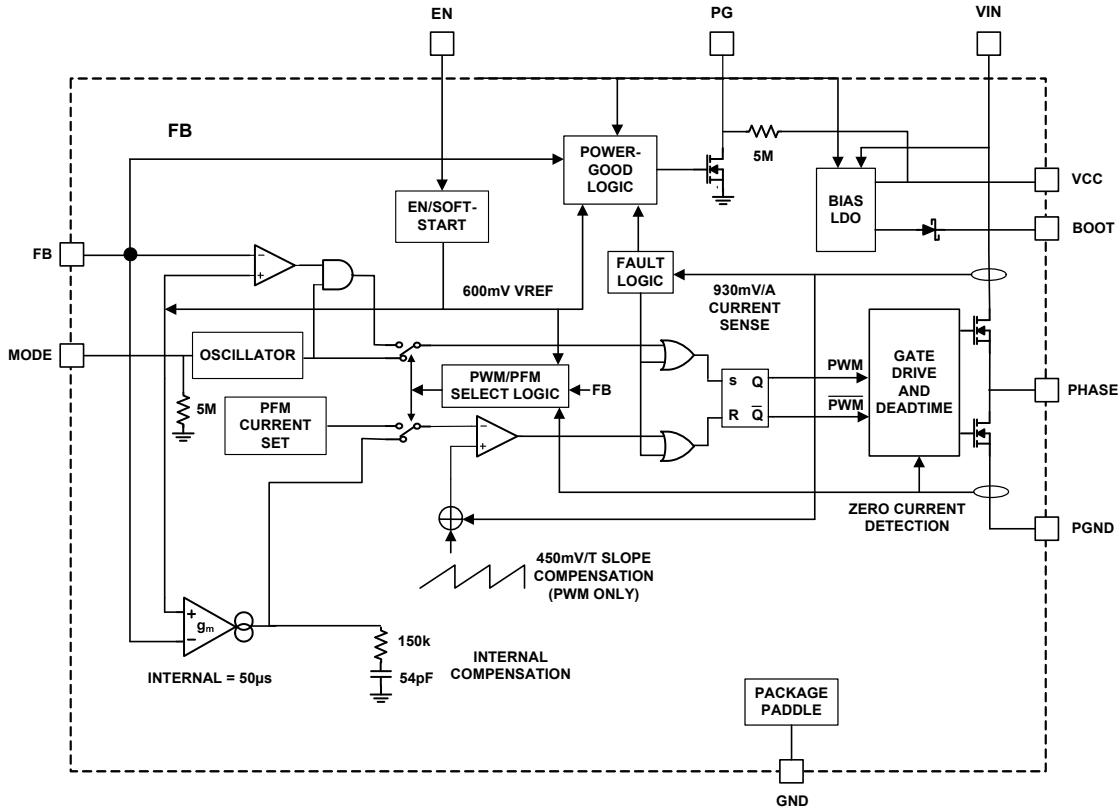 EN
PG
VIN
FB
5M
POWER-
GOOD
LOGIC
VCC
BIAS
LDO
EN/SOFT-
START
BOOT
FB
FAULT
LOGIC
600mV VREF
930mV/A
CURRENT
SENSE
MODE
OSCILLATOR
GATE
DRIVE
AND
DEADTIME
PWM
PWM/PFM
SELECT LOGIC
FB
S Q
PHASE
5M
PFM
CURRENT
SET
R Q
PWM
ZERO CURRENT
DETECTION
PGND
450mV/T SLOPE
COMPENSATION
(PWM ONLY)
gm
150k
INTERNAL
COMPENSATION
54pF
INTERNAL = 50µs
PACKAGE
PADDLE
GND